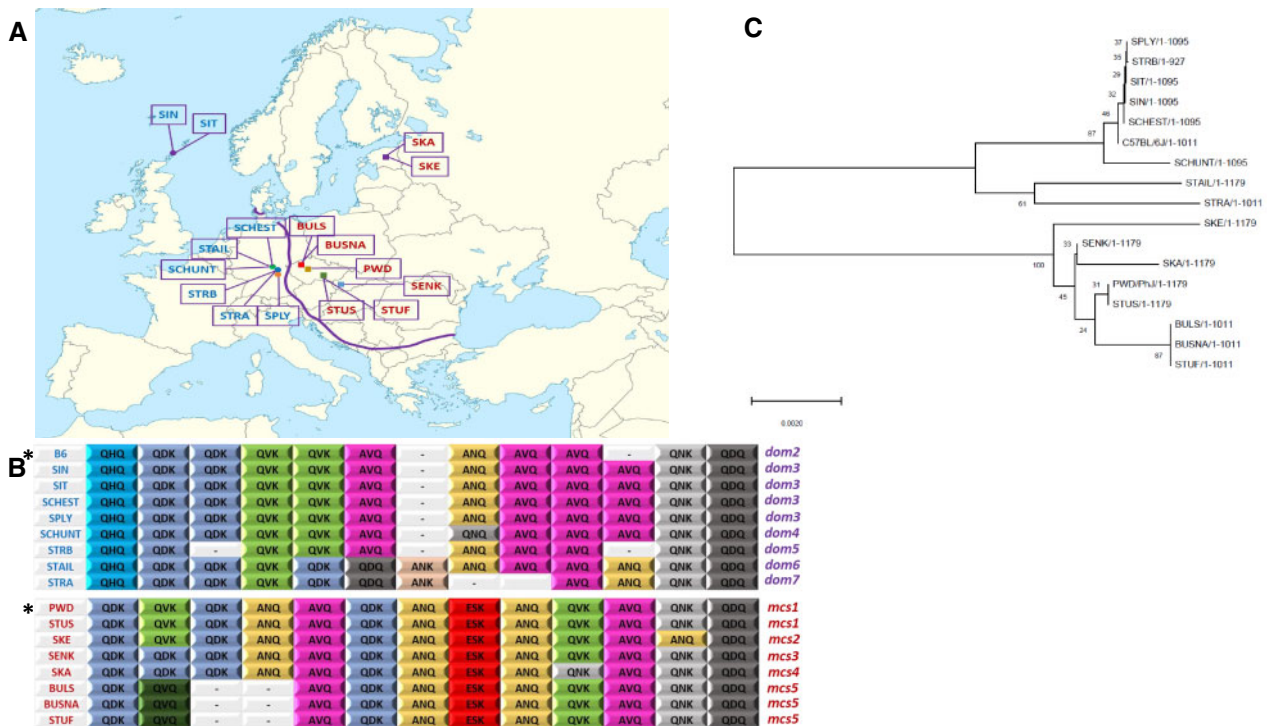 A
SIN
SIT
SKA
SKE
SCHEST
BULS
STAIL
BUSNA
SCHUNT
PWD
STRB
SENK
STRA
SPLY
STUS
STUF
C
37
SPLY/1-1095
35
STRB/1-927
29
SIT/1-1095
32
SIN/1-1095
46
SCHEST/1-1095
87
C57BL/6J/1-1011
SCHUNT/1-1095
STAIL/1-1179
61
STRA/1-1011
SKE/1-1179
100
33
SENK/1-1179
SKA/1-1179
45
31
PWD/PhJ/1-1179
STUS/1-1179
24
BULS/1-1011
BUSNA/1-1011
67
STUF/1-1011
0.0020
B
* B6 QHQ QDK QDK QVK QVK AVQ - ANQ AVQ AVQ - QNK QDQ dom2
SIN QHQ QDK QDK QVK QVK AVQ - ANQ AVQ AVQ AVQ QNK QDQ dom3
SIT QHQ QDK QDK QVK QVK AVQ - ANQ AVQ AVQ AVQ QNK QDQ dom3
SCHEST QHQ QDK QDK QVK QVK AVQ - ANQ AVQ AVQ AVQ QNK QDQ dom3
SPLY QHQ QDK QDK QVK QVK AVQ - ANQ AVQ AVQ AVQ QNK QDQ dom3
SCHUNT QHQ QDK QDK QVK QVK AVQ - QNQ AVQ AVQ AVQ QNK QDQ dom4
STRB QHQ QDK - QVK QVK AVQ - ANQ AVQ AVQ - QNK QDQ dom5
STAIL QHQ QDK QDK QVK QDK QDQ ANK ANQ AVQ AVQ ANQ QNK QDQ dom6
STRA QHQ QDK QDK QVK QDK QDQ ANK - AVQ ANQ QNK QDQ dom7
* PWD QDK QVK QDK ANQ AVQ QDK ANQ ESK ANQ QVK AVQ QNK QDQ mcs1
STUS QDK QVK QDK ANQ AVQ QDK ANQ ESK ANQ QVK AVQ QNK QDQ mcs1
SKE QDK QVK QDK ANQ AVQ QDK ANQ ESK ANQ QVK AVQ ANQ QDQ mcs2
SENK QDK QDK QDK ANQ AVQ QDK ANQ ESK ANQ QVK AVQ QNK QDQ mcs3
SKA QDK QDK QDK ANQ AVQ QDK ANQ ESK ANQ QNK AVQ QNK QDQ mcs4
BULS QDK QVQ - - AVQ QDK ANQ ESK ANQ QVK AVQ QNK QDQ mcs5
BUSNA QDK QVQ - - AVQ QDK ANQ ESK ANQ QVK AVQ QNK QDQ mcs5
STUF QDK QVQ - - AVQ QDK ANQ ESK ANQ QVK AVQ QNK QDQ mcs5